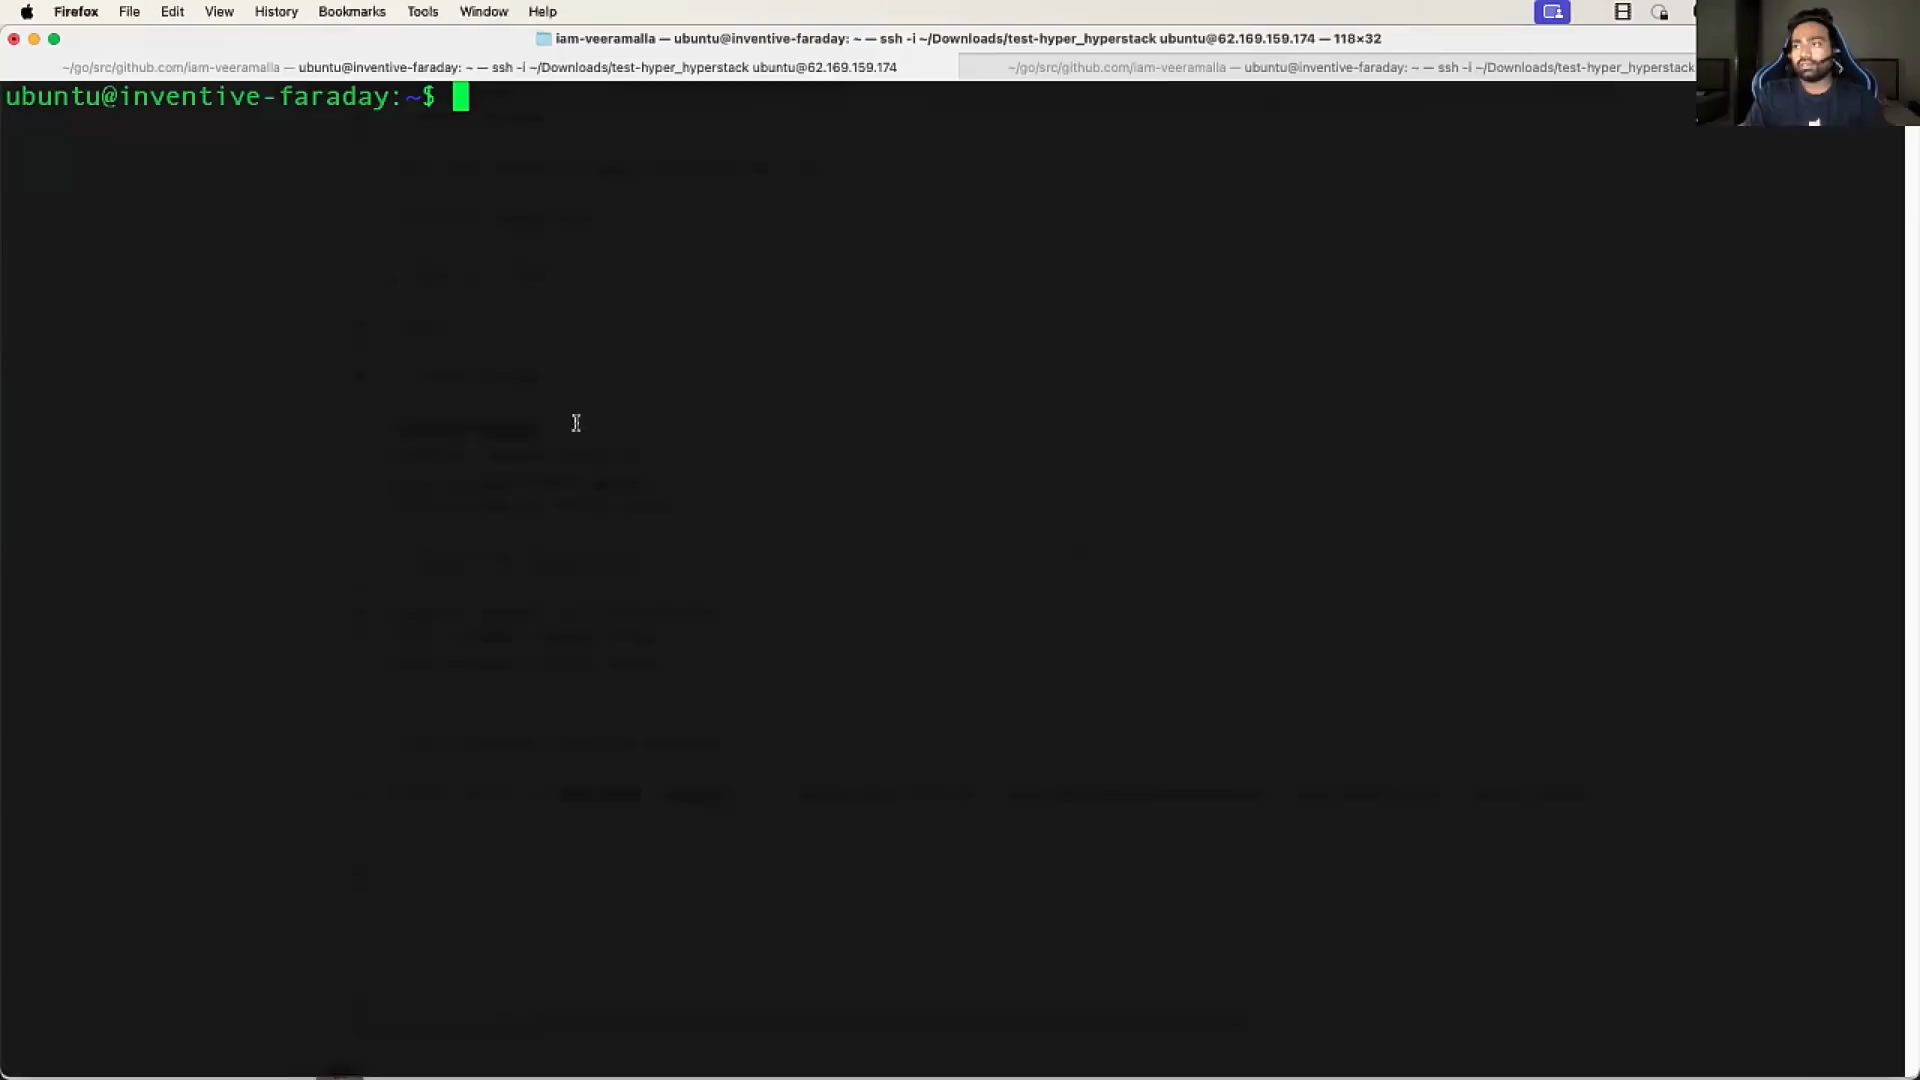 Firefox File Edit View History Bookmarks Tools Window Help
iam-veeramalla — ubuntu@inventive-faraday: ~ — ssh -i ~/Downloads/test-hyper_hyperstack ubuntu@62.169.159.174 — 118×32
~/go/src/github.com/iam-veeramalla — ubuntu@inventive-faraday: ~ — ssh -i ~/Downloads/test-hyper_hyperstack ubuntu@62.169.159.174
~/go/src/github.com/iam-veeramalla — ubuntu@inventive-faraday: ~ — ssh -i ~/Downloads/test-hyper_hyperstack
ubuntu@inventive-faraday:~$